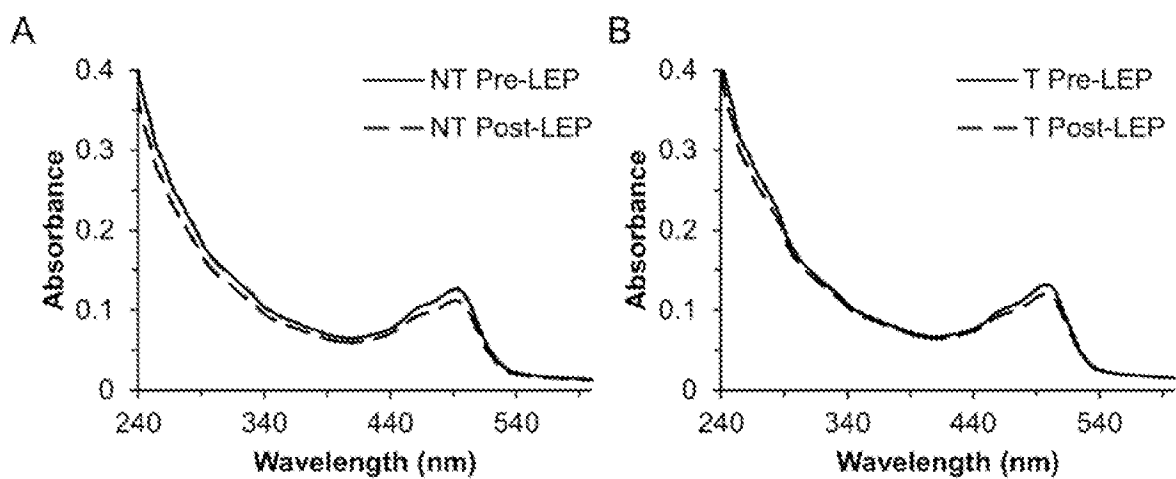 A
0.4
0.3
0.2
0.1
0
Absorbance
NT Pre-LEP
NT Post-LEP
240 340 440 540
Wavelength (nm)
B
0.4
0.3
0.2
0.1
0
Absorbance
T Pre-LEP
T Post-LEP
240 340 440 540
Wavelength (nm)